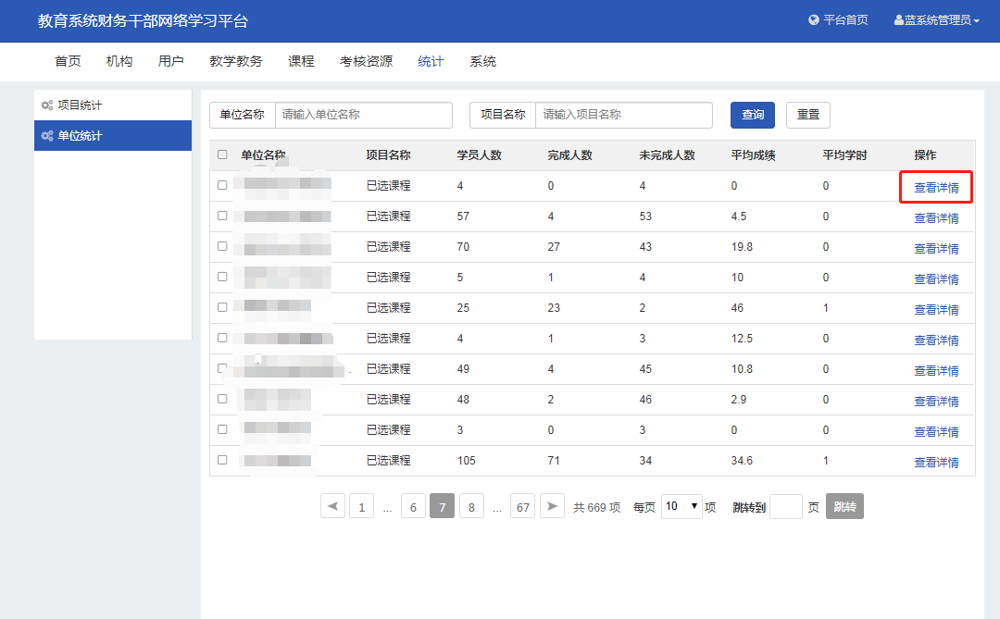 教育系统财务干部网络学习平台 平台首页 蓝系统管理员
首页 机构 用户 教学教务 课程 考核资源 统计 系统
项目统计
单位统计
单位名称 请输入单位名称 项目名称 请输入项目名称 查询 重置
单位名称 项目名称 学员人数 完成人数 未完成人数 平均成绩 平均学时 操作
已选课程 4 0 4 0 0 查看详情
已选课程 57 4 53 4.5 0 查看详情
已选课程 70 27 43 19.8 0 查看详情
已选课程 5 1 4 10 0 查看详情
已选课程 25 23 2 46 1 查看详情
已选课程 4 1 3 12.5 0 查看详情
已选课程 49 4 45 10.8 0 查看详情
已选课程 48 2 46 2.9 0 查看详情
已选课程 3 0 3 0 0 查看详情
已选课程 105 71 34 34.6 1 查看详情
1 ... 6 7 8 ... 67 共 669 项 每页 10 项 跳转到 页 跳转